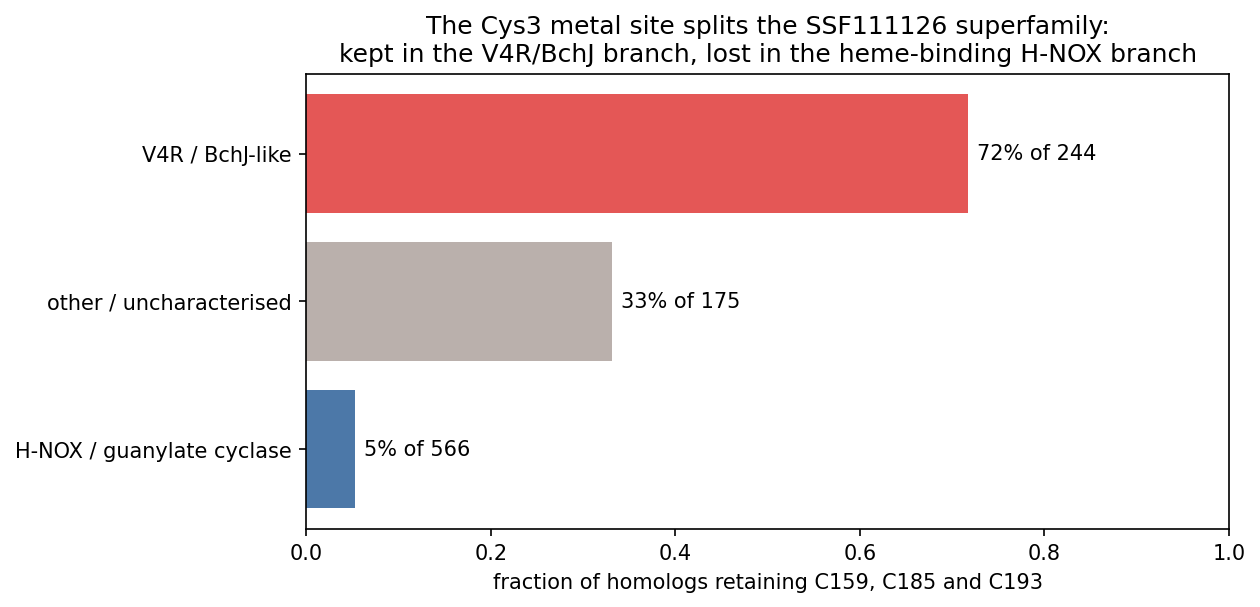 The Cys3 metal site splits the SSF111126 superfamily:
kept in the V4R/BchJ branch, lost in the heme-binding H-NOX branch
V4R / BchJ-like
72% of 244
other / uncharacterised
33% of 175
H-NOX / guanylate cyclase
5% of 566
0.0 0.2 0.4 0.6 0.8 1.0
fraction of homologs retaining C159, C185 and C193